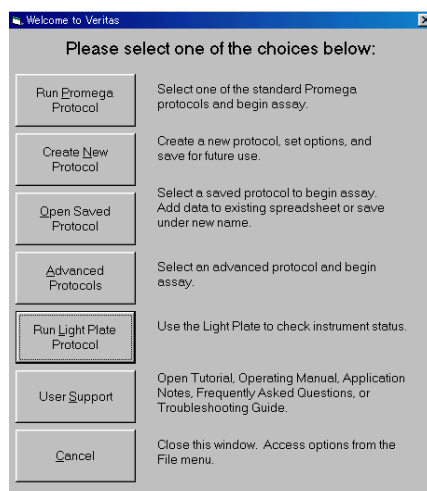 Welcome to Veritas
Please select one of the choices below:
Run Promega
Protocol
Select one of the standard Promega
protocols and begin assay.
Create New
Protocol
Create a new protocol, set options, and
save for future use.
Open Saved
Protocol
Select a saved protocol to begin assay.
Add data to existing spreadsheet or save
under new name.
Advanced
Protocols
Select an advanced protocol and begin
assay.
Run Light Plate
Protocol
Use the Light Plate to check instrument status.
User Support
Open Tutorial, Operating Manual, Application
Notes, Frequently Asked Questions, or
Troubleshooting Guide.
Cancel
Close this window. Access options from the
File menu.